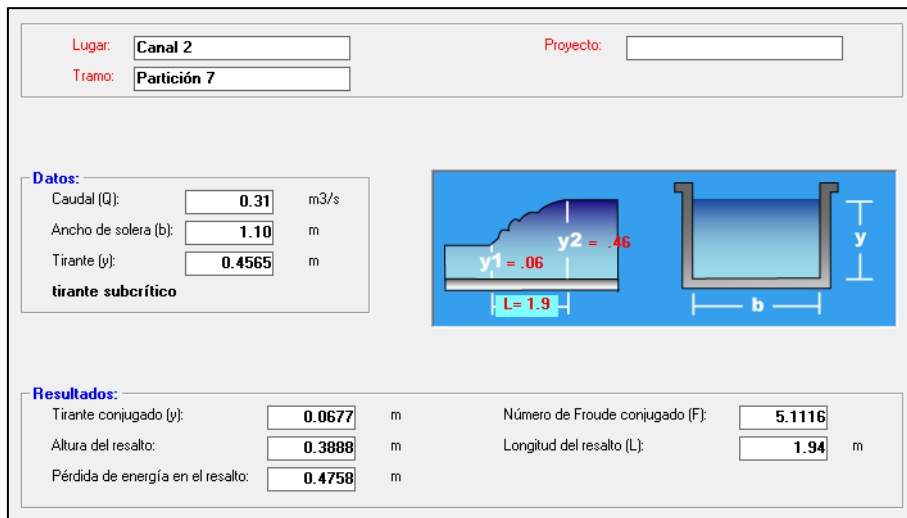 Lugar: Canal 2 Proyecto:
Tramo: Partición 7
Datos:
Caudal (Q): 0.31 m3/s
Ancho de solera (b): 1.10 m
Tirante (y): 0.4565 m
tirante subcrítico
y1 = .06
y2 = .46
L= 1.9
y
b
Resultados:
Tirante conjugado (y): 0.0677 m Número de Froude conjugado (F): 5.1116
Altura del resalto: 0.3888 m Longitud del resalto (L): 1.94 m
Pérdida de energía en el resalto: 0.4758 m